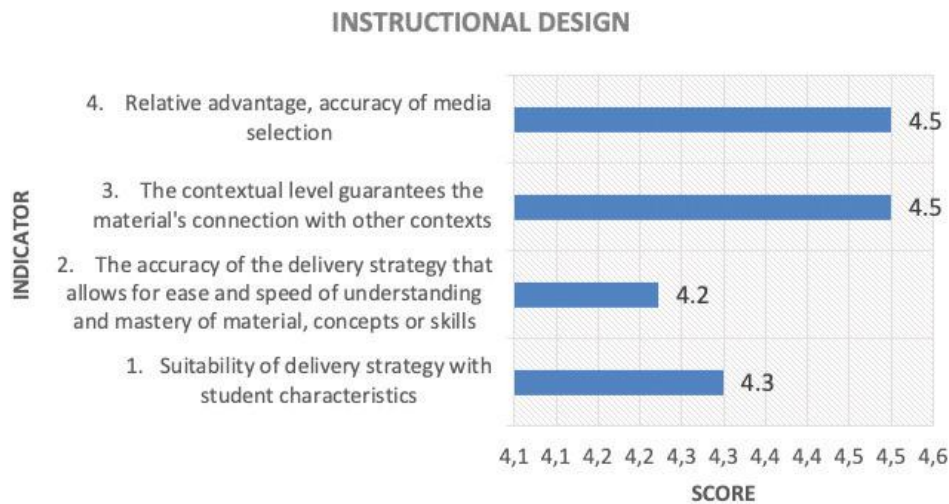 INSTRUCTIONAL DESIGN
4. Relative advantage, accuracy of media
selection
4.5
3. The contextual level guarantees the
material's connection with other contexts
4.5
2. The accuracy of the delivery strategy that
allows for ease and speed of understanding
and mastery of material, concepts or skills
4.2
1. Suitability of delivery strategy with
student characteristics
4.3
INDICATOR
4,1 4,1 4,2 4,2 4,3 4,3 4,4 4,4 4,5 4,5 4,6
SCORE